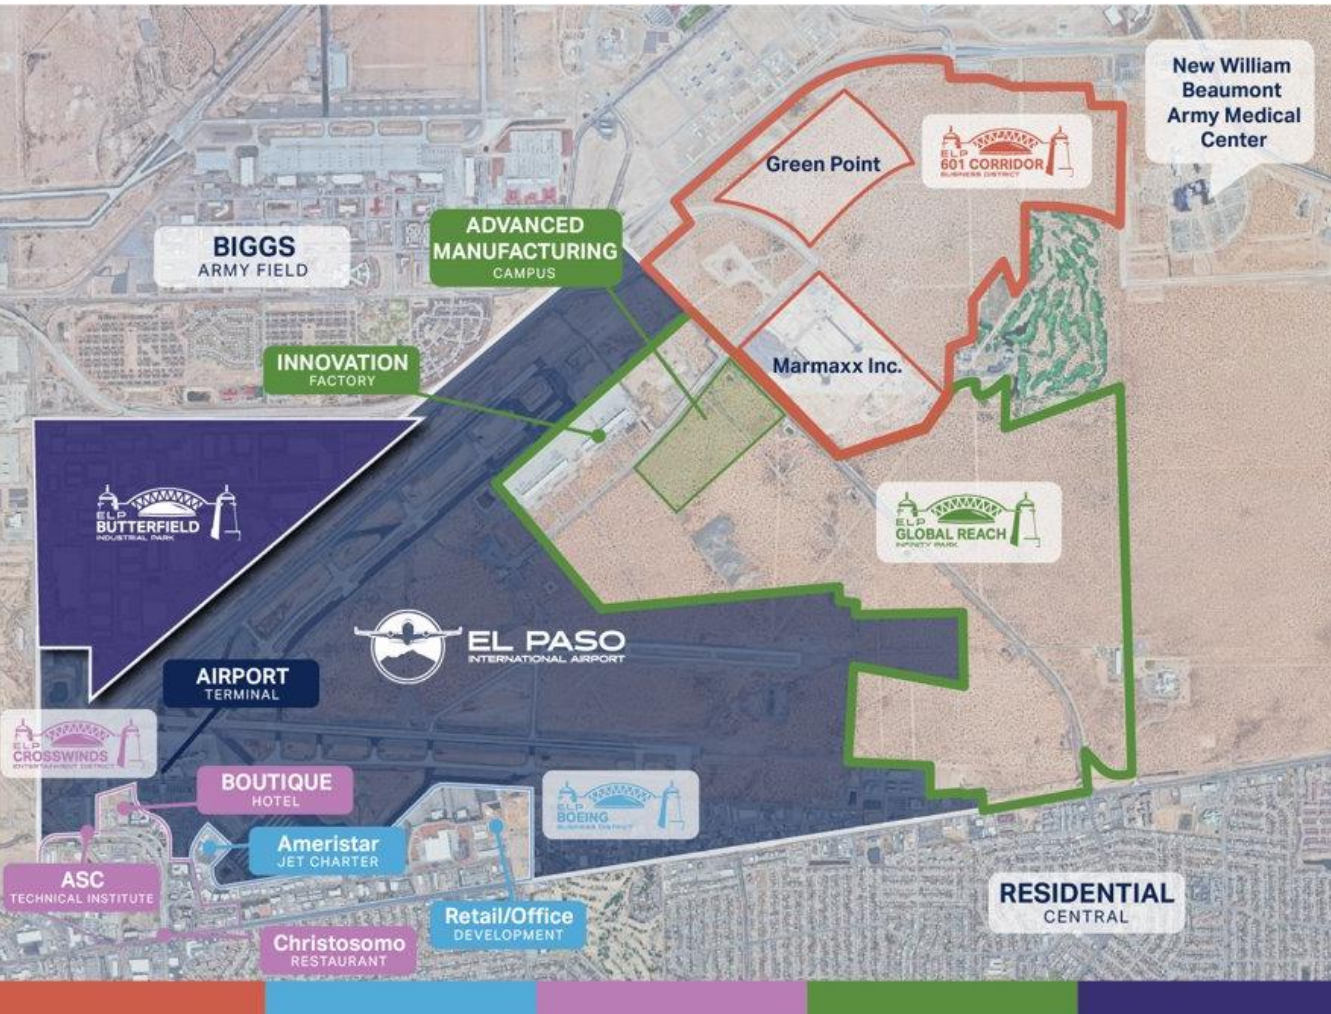 New William
Beaumont
Army Medical
Center
Green Point
ELP
601 CORRIDOR
BUSINESS DISTRICT
ADVANCED
MANUFACTURING
CAMPUS
BIGGS
ARMY FIELD
INNOVATION
FACTORY
Marmaxx Inc.
ELP
BUTTERFIELD
INDUSTRIAL PARK
ELP
GLOBAL REACH
INFINITY PARK
EL PASO
INTERNATIONAL AIRPORT
AIRPORT
TERMINAL
ELP
CROSSWINDS
ENTERTAINMENT DISTRICT
BOUTIQUE
HOTEL
ELP
BOEING
BUSINESS DISTRICT
Ameristar
JET CHARTER
ASC
TECHNICAL INSTITUTE
RESIDENTIAL
CENTRAL
Retail/Office
DEVELOPMENT
Christosomo
RESTAURANT